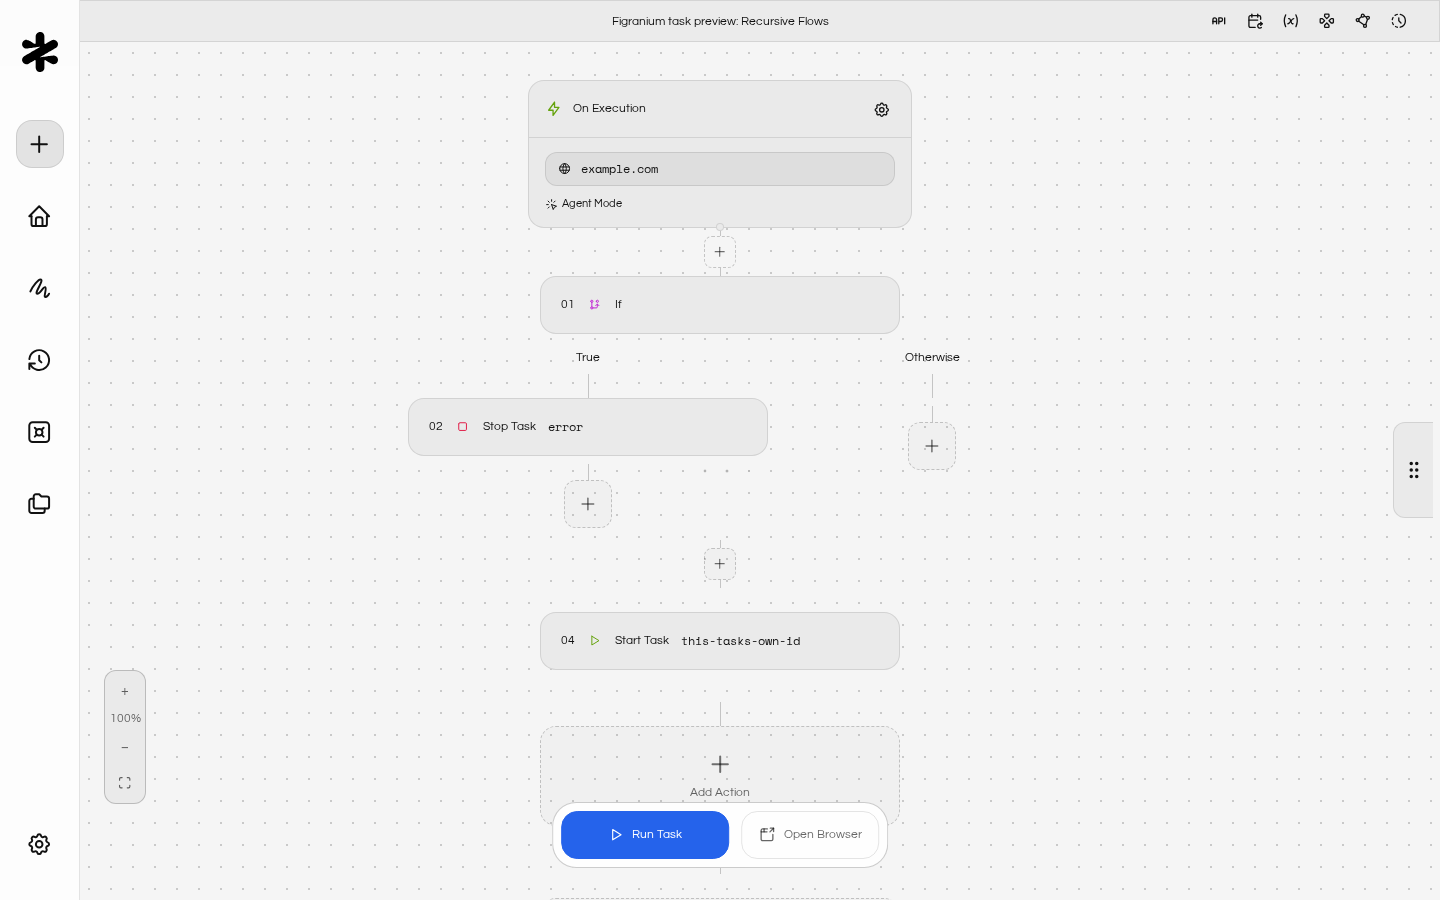 Figranium task preview: Recursive Flows
API
On Execution
example.com
Agent Mode
01 If
True
Otherwise
02 Stop Task error
04 Start Task this-tasks-own-id
100%
Add Action
Run Task
Open Browser